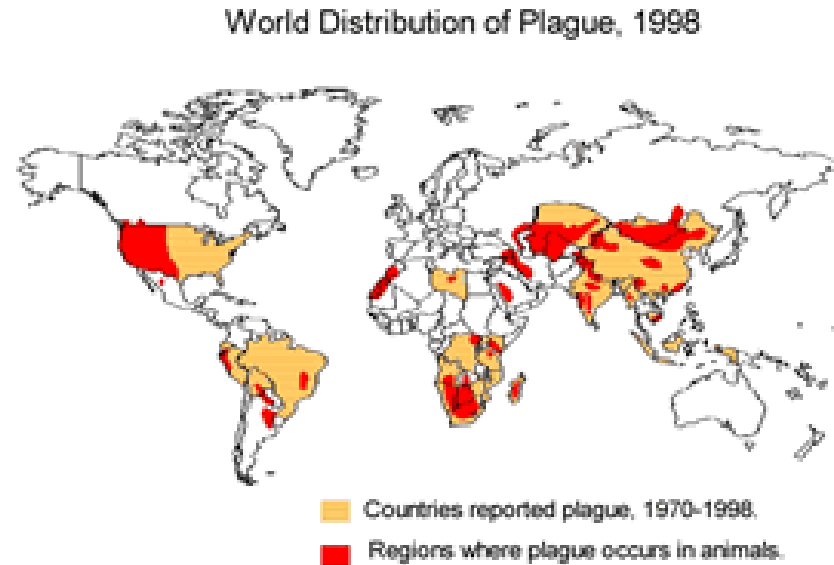 World Distribution of Plague, 1998
Countries reported plague, 1970-1998.
Regions where plague occurs in animals.